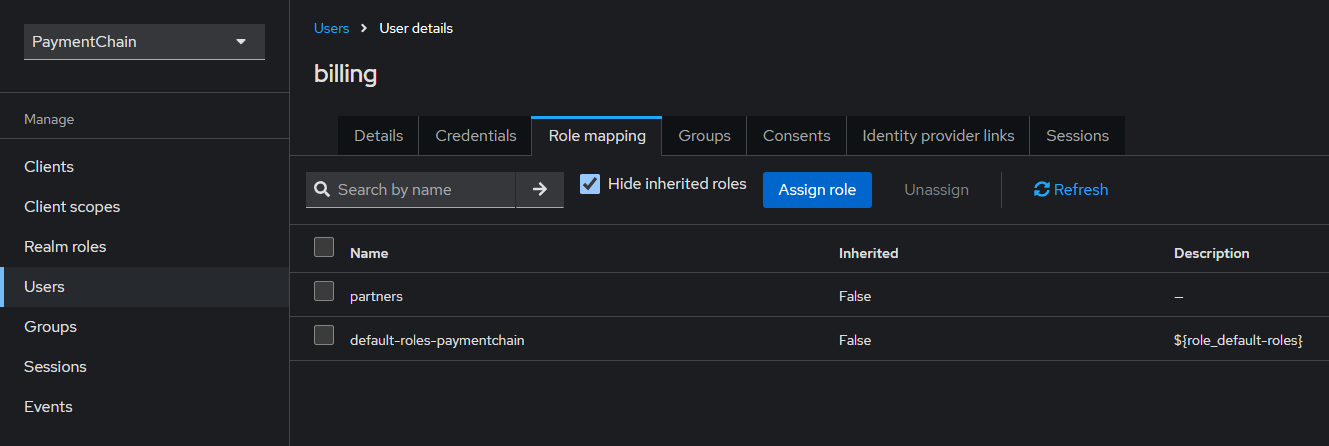 PaymentChain
Manage
Clients
Client scopes
Realm roles
Users
Groups
Sessions
Events
Users > User details
billing
Details Credentials Role mapping Groups Consents Identity provider links Sessions
Search by name Hide inherited roles Assign role Unassign Refresh
Name Inherited Description
partners False –
default-roles-paymentchain False ${role_default-roles}